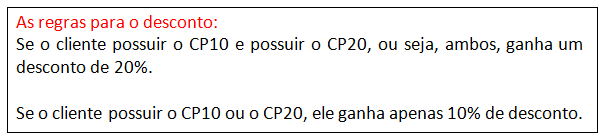 As regras para o desconto:
Se o cliente possuir o CP10 e possuir o CP20, ou seja, ambos, ganha um
desconto de 20%.
Se o cliente possuir o CP10 ou o CP20, ele ganha apenas 10% de desconto.